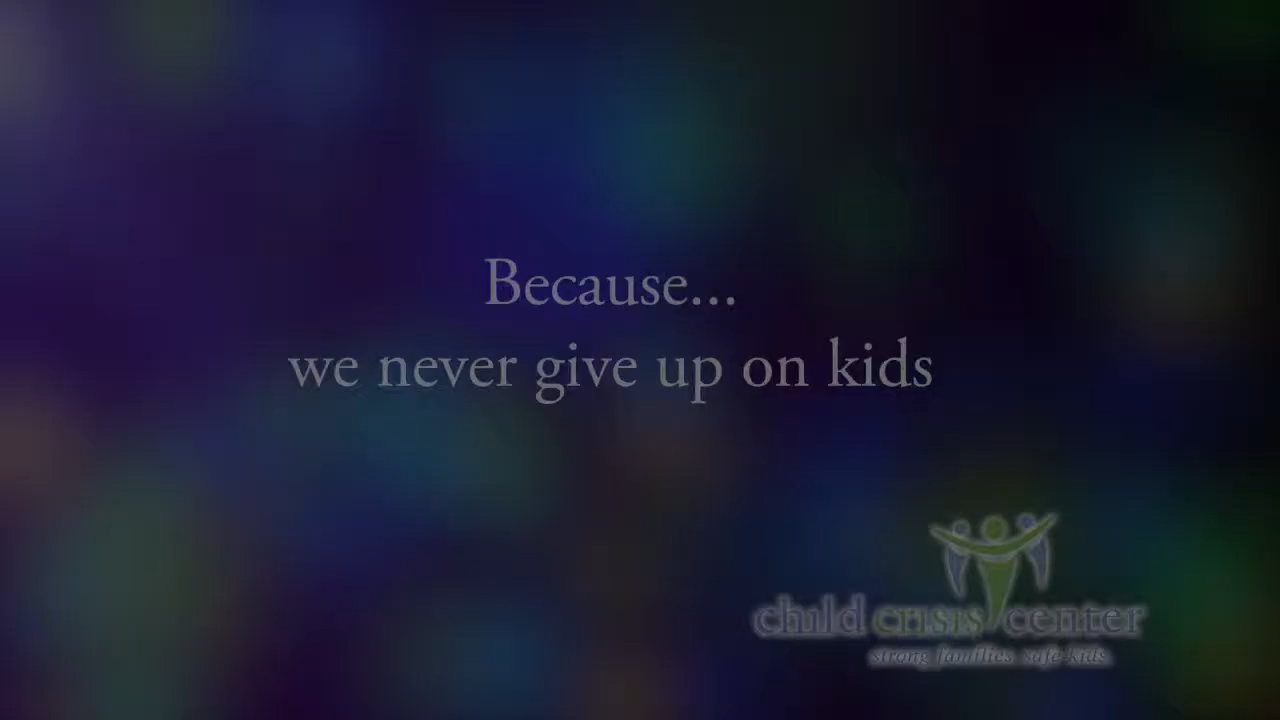 Because...
we never give up on kids
child crisis center
strong families safe kids